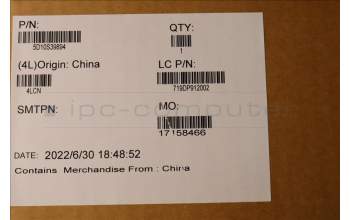 P/N:
QTY:
5D10S39894
1
(4L)Origin: China
LC P/N:
4LCN
719DP912002
SMTPN:
MO:
17158466
ipc-computer
DATE: 2022/6/30 18:48:52
Contains Merchandise From : China